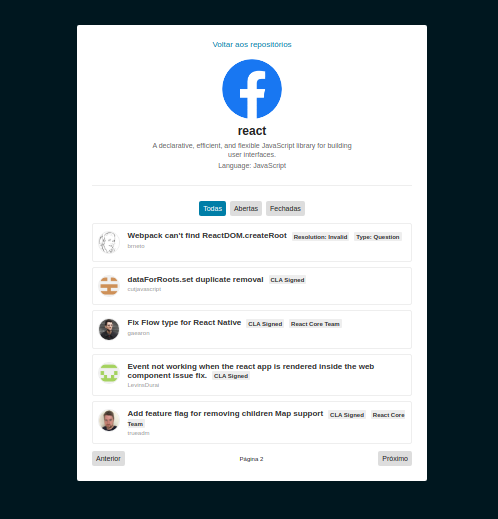 Voltar aos repositórios
react
A declarative, efficient, and flexible JavaScript library for building
user interfaces.
Language: JavaScript
Todas Abertas Fechadas
Webpack can't find ReactDOM.createRoot Resolution: Invalid Type: Question
dataForRoots.set duplicate removal CLA Signed
cutjavascript
Fix Flow type for React Native CLA Signed React Core Team
Event not working when the react app is rendered inside the web
component issue fix. CLA Signed
Add feature flag for removing children Map support CLA Signed React Core
Team
trueadm
Anterior Página 2 Próximo